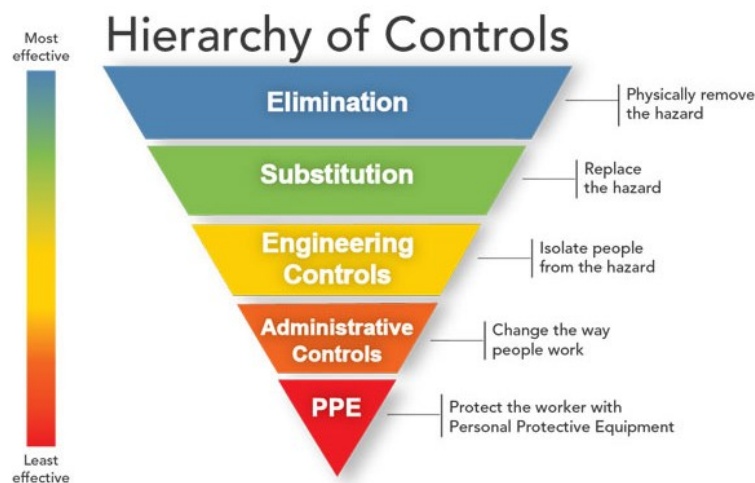 Hierarchy of Controls
Most
effective
Elimination
Physically remove
the hazard
Substitution
Replace
the hazard
Engineering
Controls
Isolate people
from the hazard
Administrative
Controls
Change the way
people work
PPE
Protect the worker with
Personal Protective Equipment
Least
effective